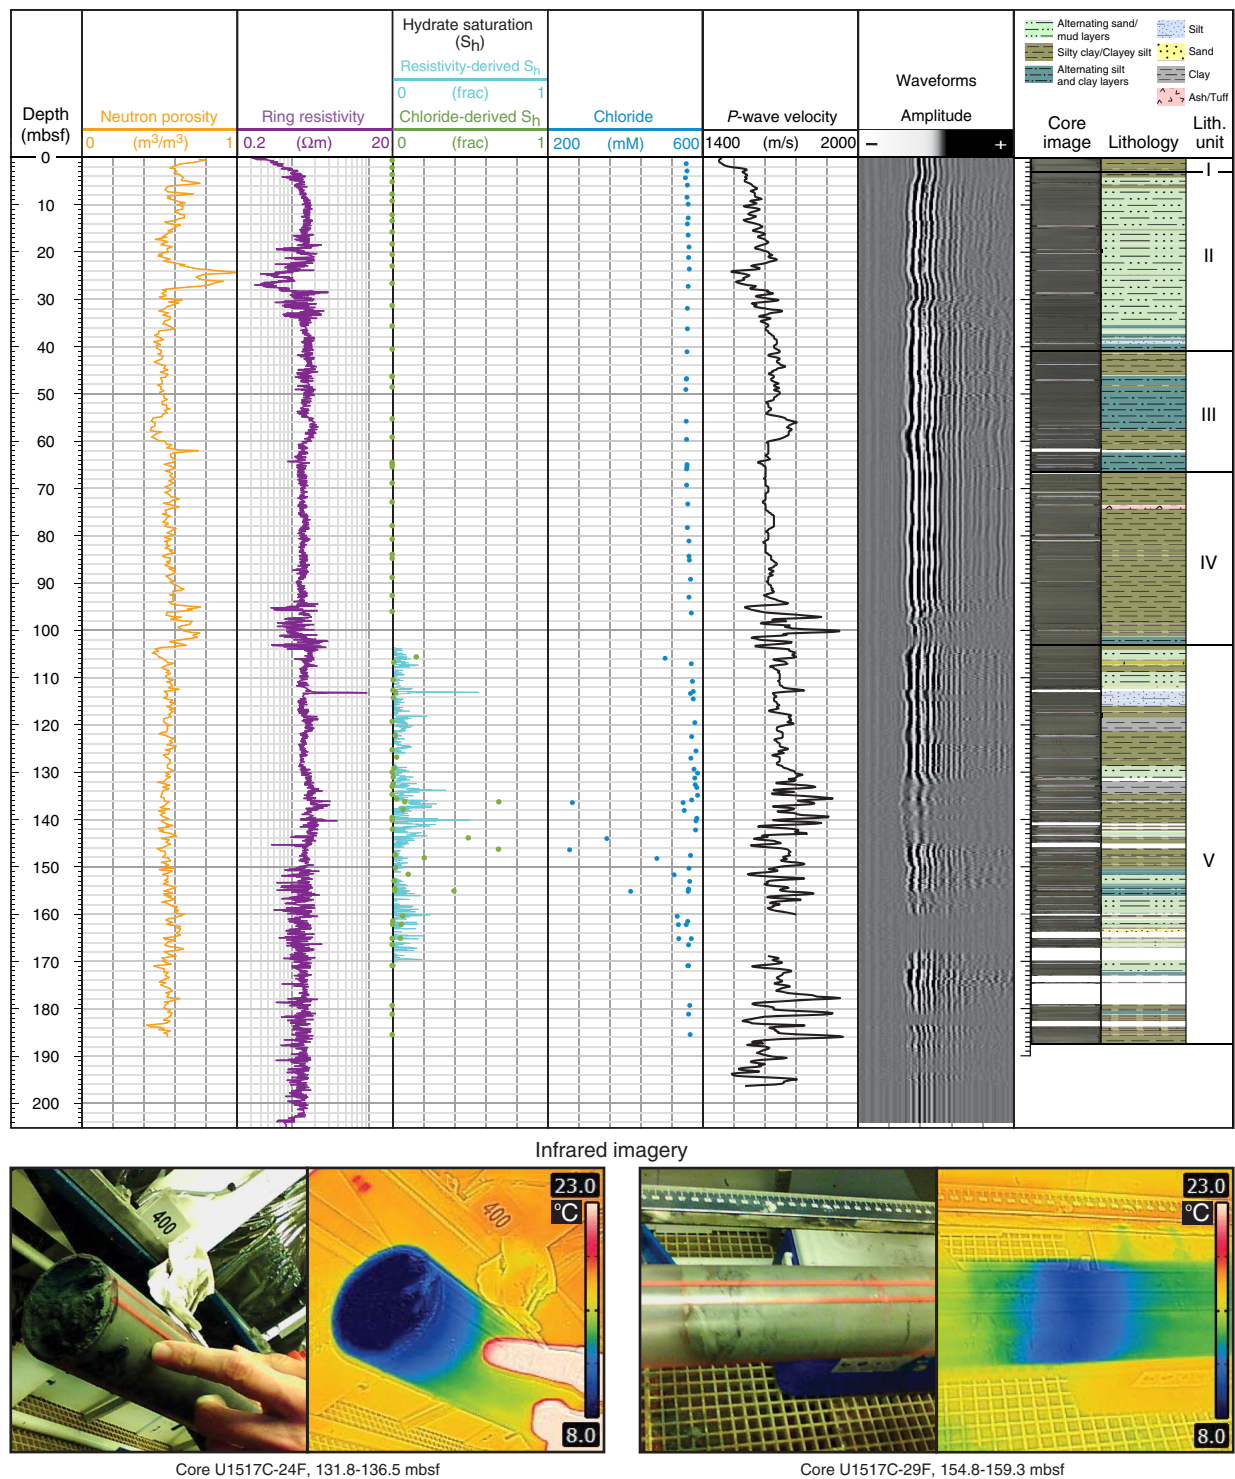 Hydrate saturation
(Sh)
Resistivity-derived Sh
0 (frac) 1
Depth
(mbsf)
Neutron porosity
0 (m³/m³) 1
Ring resistivity
0.2 (Ωm) 20
Chloride-derived Sh
0 (frac) 1
Chloride
200 (mM) 600
P-wave velocity
1400 (m/s) 2000
Waveforms
Amplitude
− +
Core
image
Lithology
Lith.
unit
Alternating sand/
mud layers
Silty clay/Clayey silt
Alternating silt
and clay layers
Silt
Sand
Clay
Ash/Tuff
0
10
20
30
40
50
60
70
80
90
100
110
120
130
140
150
160
170
180
190
200
I
II
III
IV
V
Infrared imagery
400
400
23.0
°C
8.0
23.0
°C
8.0
Core U1517C-24F, 131.8-136.5 mbsf
Core U1517C-29F, 154.8-159.3 mbsf